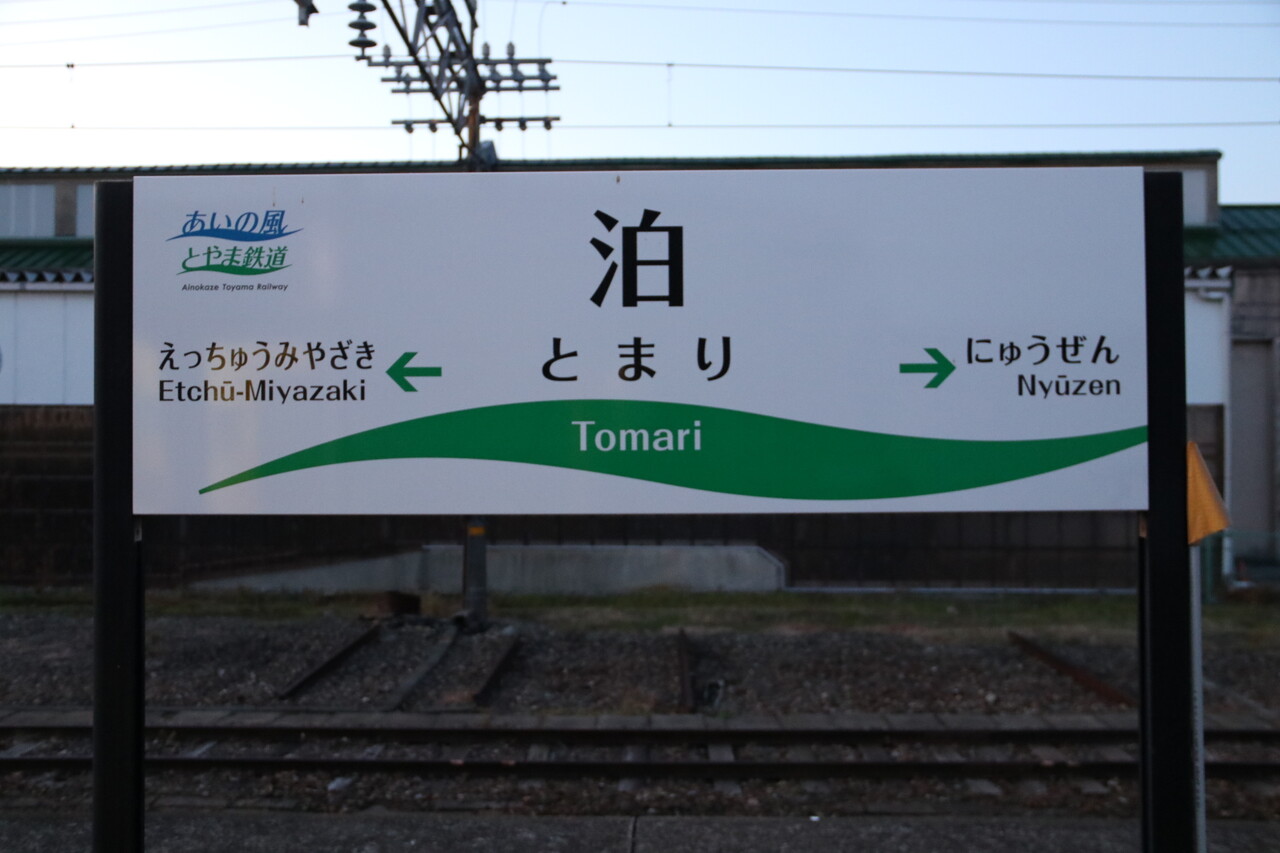 あいの風
とやま鉄道
Ainokaze Toyama Railway
泊
とまり
えっちゅうみやざき
Etchū-Miyazaki
にゅうぜん
Nyūzen
Tomari